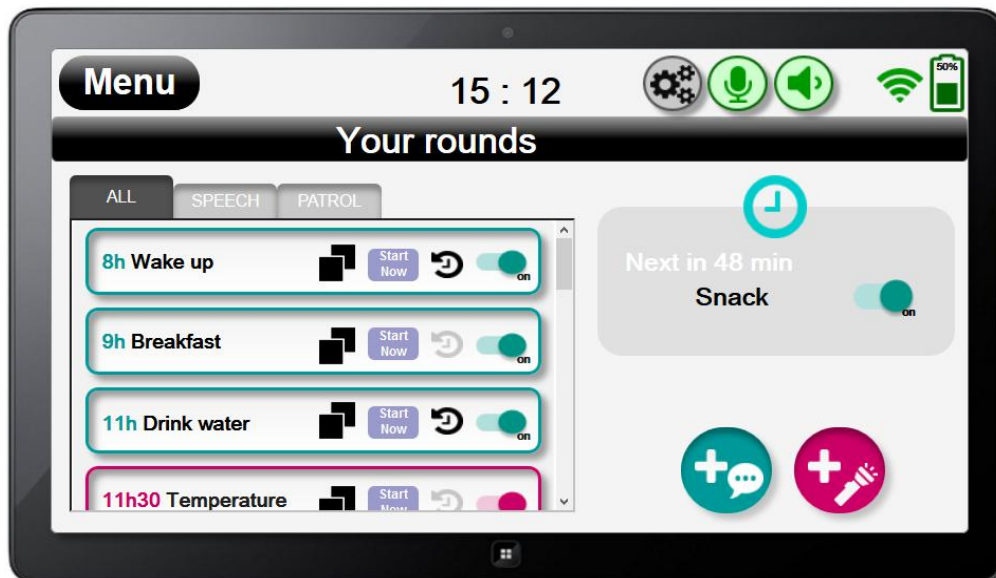 Menu
15 : 12
50%
Your rounds
ALL SPEECH PATROL
8h Wake up
Start
Now
on
9h Breakfast
Start
Now
on
11h Drink water
Start
Now
on
11h30 Temperature
Start
Now
Next in 48 min
Snack
on